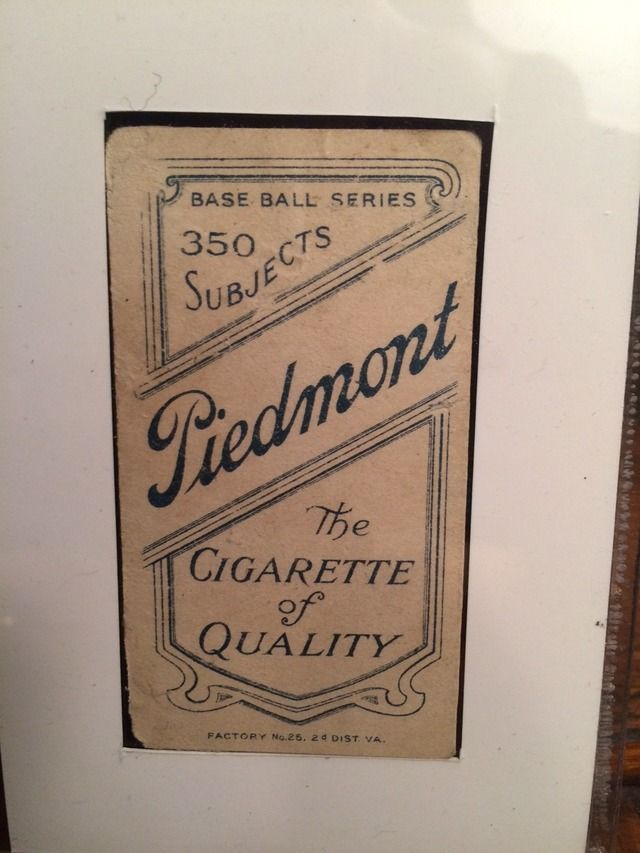 BASE BALL SERIES
350
SUBJECTS
Piedmont
The
CIGARETTE
of
QUALITY
FACTORY No. 25, 2d DIST. VA.